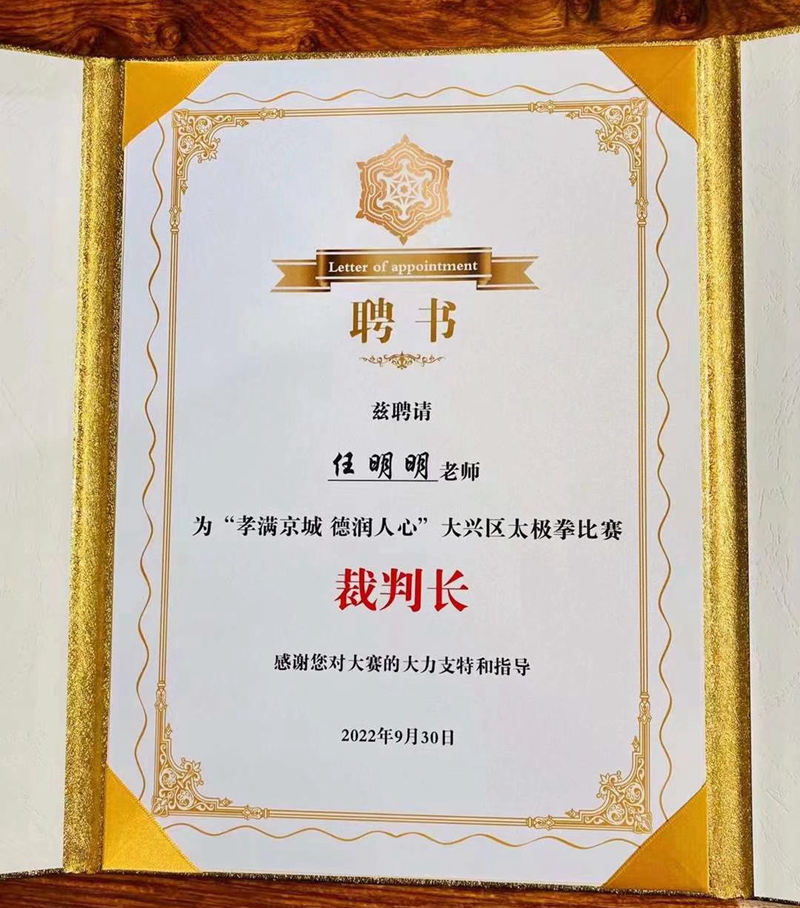 Letter of appointment
聘书
兹聘请
任明明老师
为“孝满京城 德润人心”大兴区太极拳比赛
裁判长
感谢您对大赛的大力支特和指导
2022年9月30日